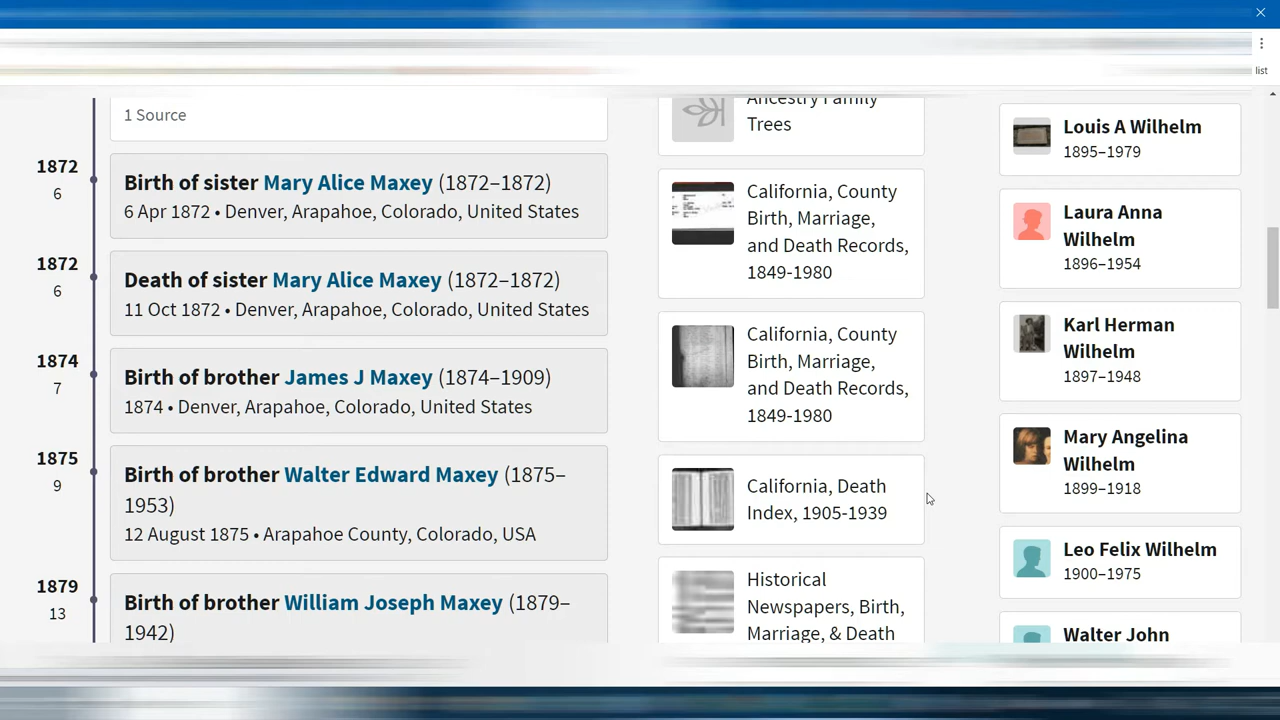 list
1 Source
1872
6
Birth of sister Mary Alice Maxey (1872–1872)
6 Apr 1872 • Denver, Arapahoe, Colorado, United States
1872
6
Death of sister Mary Alice Maxey (1872–1872)
11 Oct 1872 • Denver, Arapahoe, Colorado, United States
1874
7
Birth of brother James J Maxey (1874–1909)
1874 • Denver, Arapahoe, Colorado, United States
1875
9
Birth of brother Walter Edward Maxey (1875–
1953)
12 August 1875 • Arapahoe County, Colorado, USA
1879
13
Birth of brother William Joseph Maxey (1879–
1942)
Ancestry Family
Trees
California, County
Birth, Marriage,
and Death Records,
1849-1980
California, County
Birth, Marriage,
and Death Records,
1849-1980
California, Death
Index, 1905-1939
Historical
Newspapers, Birth,
Marriage, & Death
Louis A Wilhelm
1895–1979
Laura Anna
Wilhelm
1896–1954
Karl Herman
Wilhelm
1897–1948
Mary Angelina
Wilhelm
1899–1918
Leo Felix Wilhelm
1900–1975
Walter John